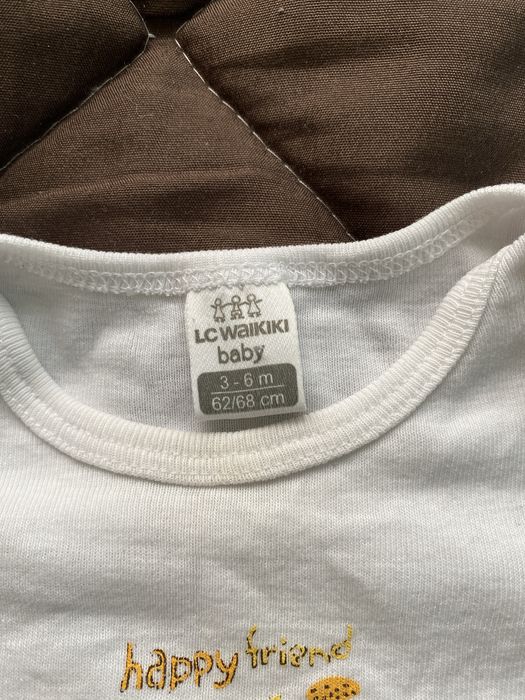 LC WAIKIKI
baby
3 - 6 m
62/68 cm
happy friend